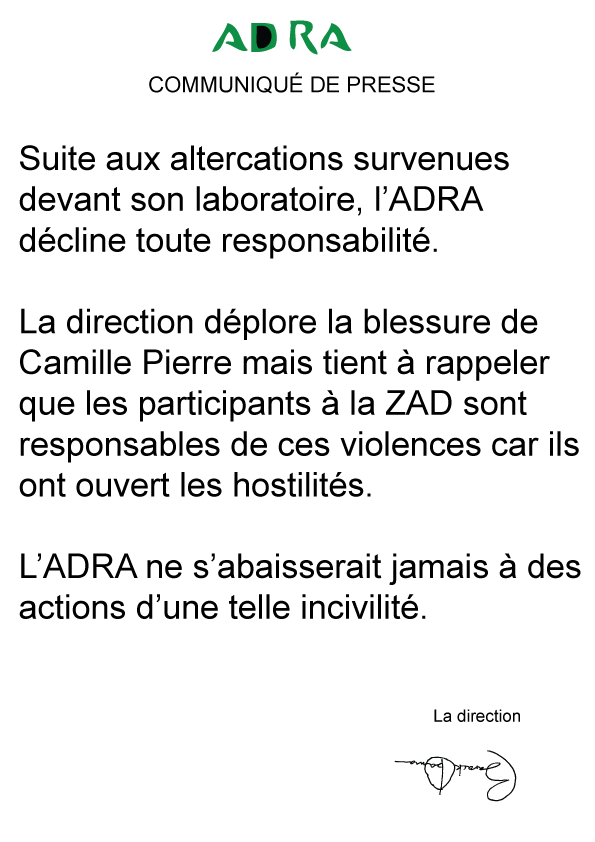 ADRA
COMMUNIQUÉ DE PRESSE
Suite aux altercations survenues
devant son laboratoire, l’ADRA
décline toute responsabilité.
La direction déplore la blessure de
Camille Pierre mais tient à rappeler
que les participants à la ZAD sont
responsables de ces violences car ils
ont ouvert les hostilités.
L’ADRA ne s’abaisserait jamais à des
actions d’une telle incivilité.
La direction